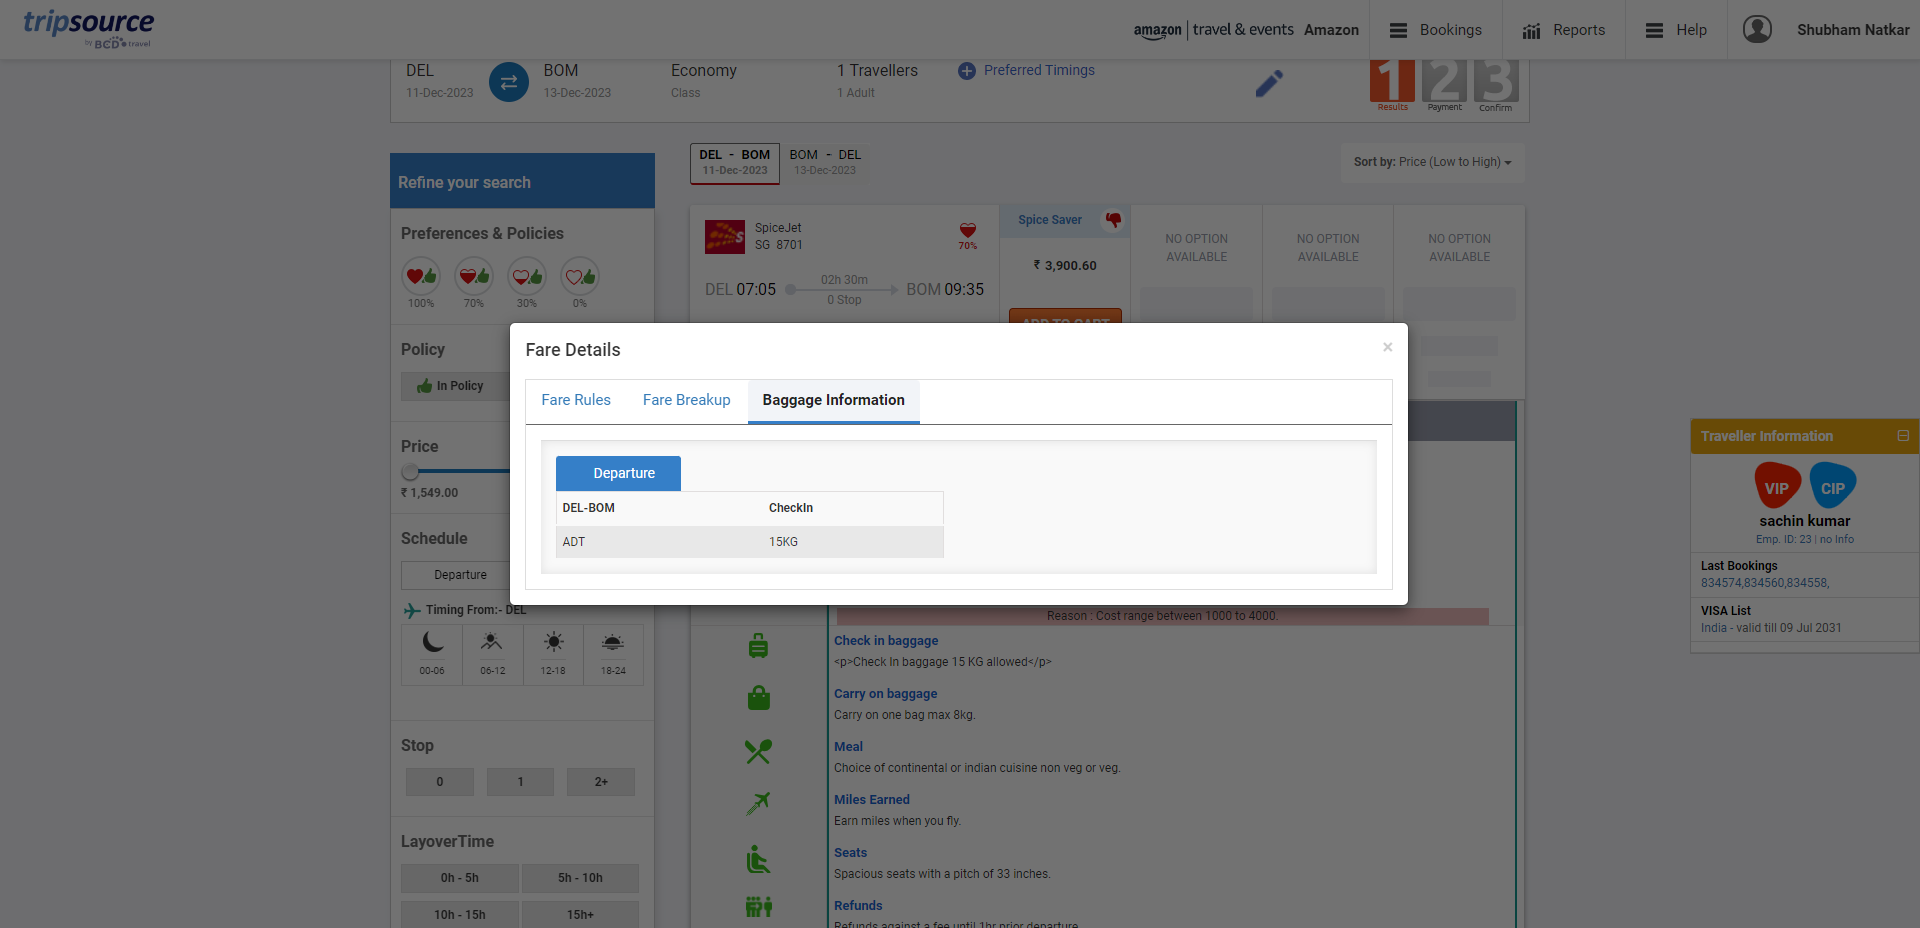 tripsource
by BCD travel
amazon | travel & events Amazon
Bookings
Reports
Help
Shubham Natkar
DEL
11-Dec-2023
BOM
13-Dec-2023
Economy
Class
1 Travellers
1 Adult
Preferred Timings
1 2 3
Results Payment Confirm
Refine your search
Preferences & Policies
100% 70% 30% 0%
Policy
In Policy
Price
₹ 1,549.00
Schedule
Departure
Timing From:- DEL
00-06 06-12 12-18 18-24
Stop
0 1 2+
LayoverTime
0h - 5h 5h - 10h
10h - 15h 15h+
DEL - BOM
11-Dec-2023
BOM - DEL
13-Dec-2023
Sort by: Price (Low to High)
SpiceJet
SG 8701
70%
DEL 07:05
02h 30m
0 Stop
BOM 09:35
Spice Saver
₹ 3,900.60
ADD TO CART
NO OPTION
AVAILABLE
NO OPTION
AVAILABLE
NO OPTION
AVAILABLE
Fare Details
×
Fare Rules Fare Breakup Baggage Information
Departure
DEL-BOM CheckIn
ADT 15KG
Reason : Cost range between 1000 to 4000.
Check in baggage
<p>Check In baggage 15 KG allowed</p>
Carry on baggage
Carry on one bag max 8kg.
Meal
Choice of continental or indian cuisine non veg or veg.
Miles Earned
Earn miles when you fly.
Seats
Spacious seats with a pitch of 33 inches.
Refunds
Refunds against a fee until 1hr prior departure
Traveller Information
VIP CIP
sachin kumar
Emp. ID: 23 | no Info
Last Bookings
834574,834560,834558,
VISA List
India - valid till 09 Jul 2031